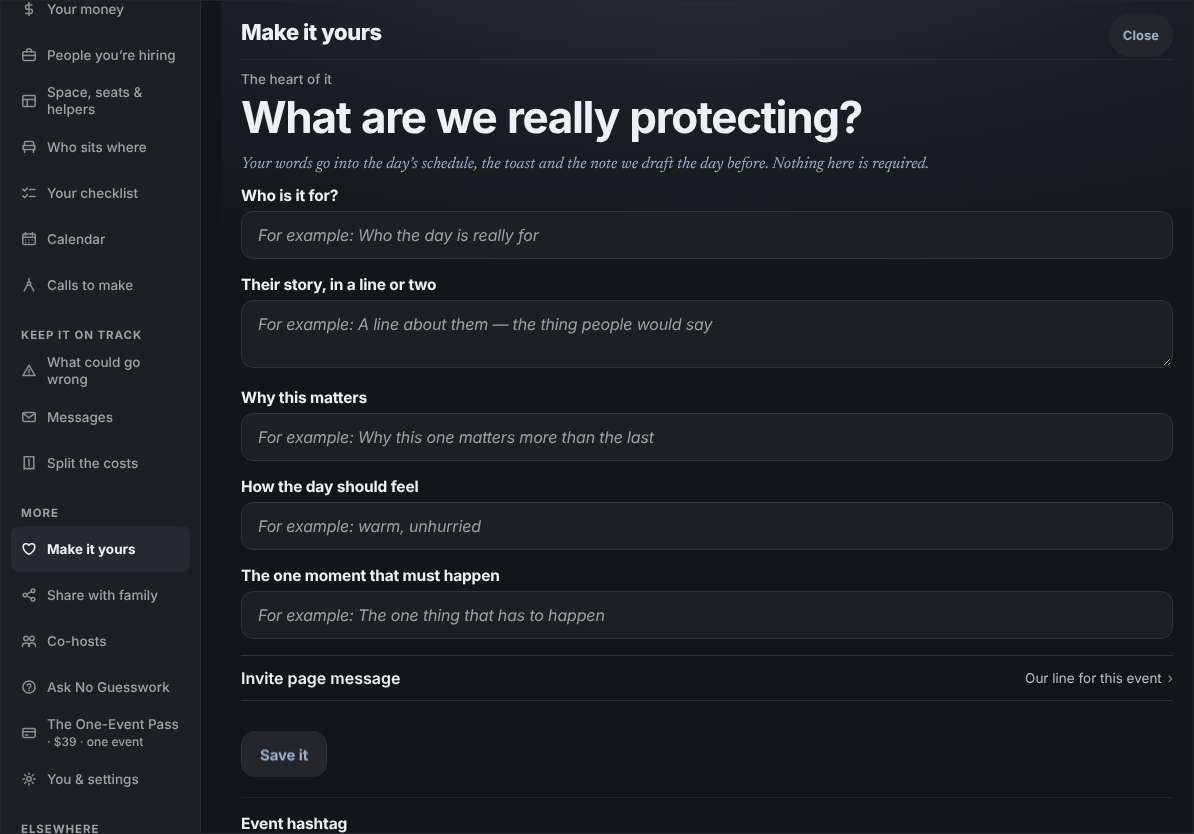 Your money
People you’re hiring
Space, seats &
helpers
Who sits where
Your checklist
Calendar
Calls to make
KEEP IT ON TRACK
What could go
wrong
Messages
Split the costs
MORE
Make it yours
Share with family
Co-hosts
Ask No Guesswork
The One-Event Pass
· $39 · one event
You & settings
ELSEWHERE
Make it yours
Close
The heart of it
What are we really protecting?
Your words go into the day’s schedule, the toast and the note we draft the day before. Nothing here is required.
Who is it for?
For example: Who the day is really for
Their story, in a line or two
For example: A line about them — the thing people would say
Why this matters
For example: Why this one matters more than the last
How the day should feel
For example: warm, unhurried
The one moment that must happen
For example: The one thing that has to happen
Invite page message
Our line for this event ›
Save it
Event hashtag